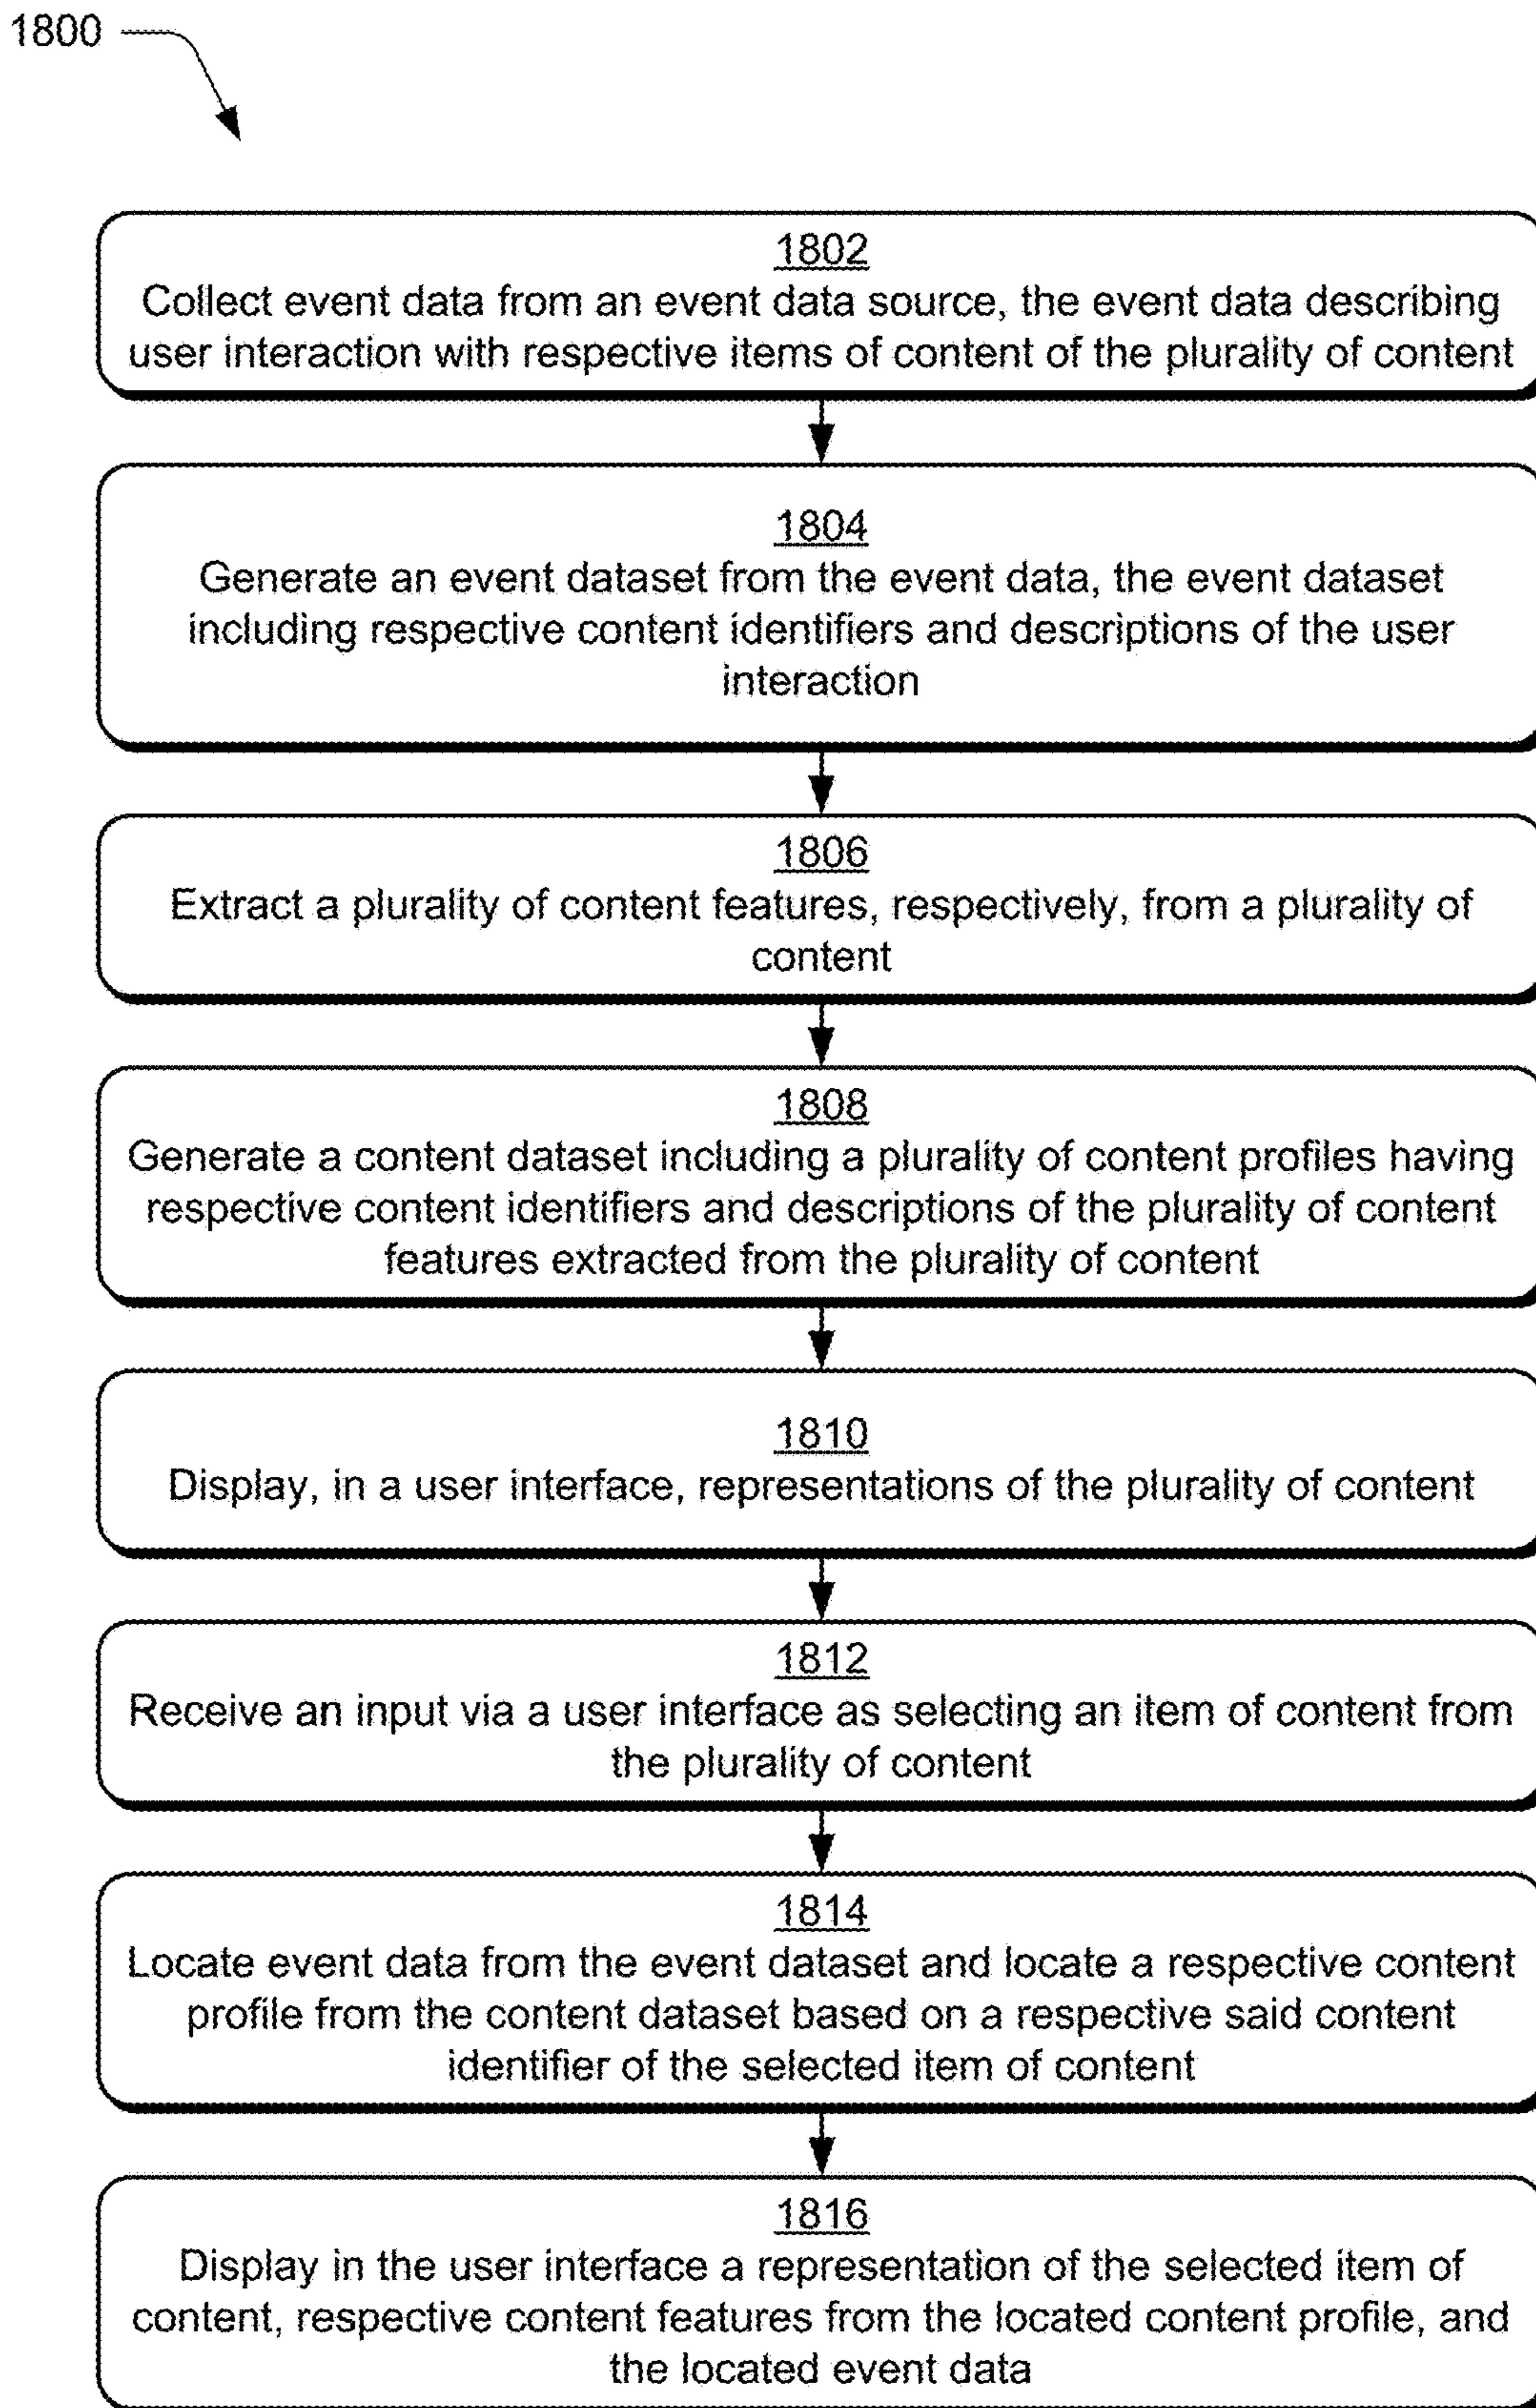 1800
1802
Collect event data from an event data source, the event data describing
user interaction with respective items of content of the plurality of content
1804
Generate an event dataset from the event data, the event dataset
including respective content identifiers and descriptions of the user
interaction
1806
Extract a plurality of content features, respectively, from a plurality of
content
1808
Generate a content dataset including a plurality of content profiles having
respective content identifiers and descriptions of the plurality of content
features extracted from the plurality of content
1810
Display, in a user interface, representations of the plurality of content
1812
Receive an input via a user interface as selecting an item of content from
the plurality of content
1814
Locate event data from the event dataset and locate a respective content
profile from the content dataset based on a respective said content
identifier of the selected item of content
1816
Display in the user interface a representation of the selected item of
content, respective content features from the located content profile, and
the located event data